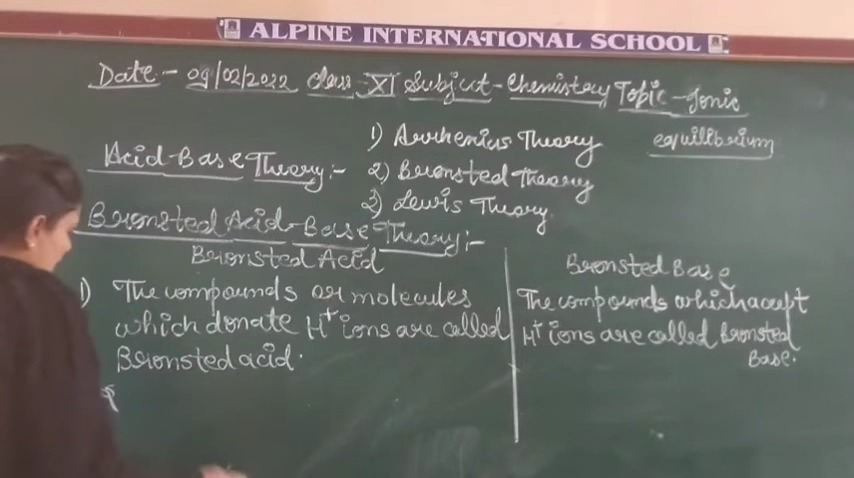 ALPINE INTERNATIONAL SCHOOL
Date - 09/02/2022 Class - XI Subject - Chemistry Topic - Ionic
equilibrium
Acid-Base Theory:-
1) Arrhenius Theory
2) Bronsted Theory
3) Lewis Theory
Bronsted Acid-Base Theory:-
Bronsted Acid
1) The compounds or molecules
which donate H+ ions are called
Bronsted acid.
Bronsted Base
The compounds which accept
H+ ions are called Bronsted
Base.